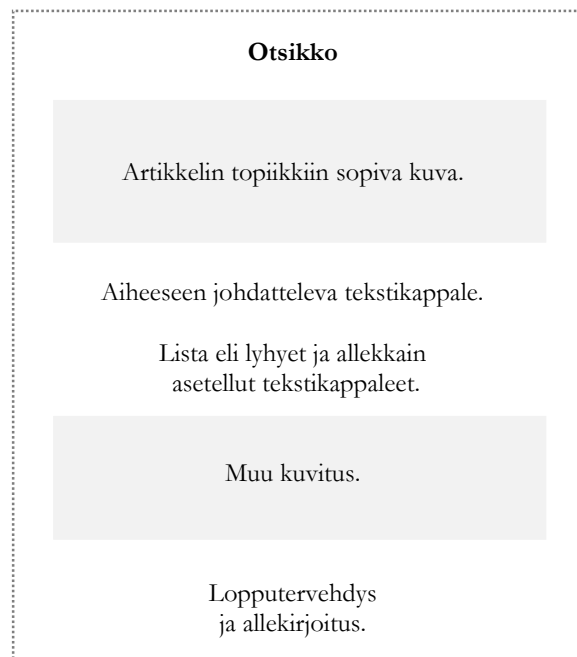 Otsikko
Artikkelin topiikkiin sopiva kuva.
Aiheeseen johdatteleva tekstikappale.
Lista eli lyhyet ja allekkain
asetellut tekstikappaleet.
Muu kuvitus.
Lopputervehdys
ja allekirjoitus.